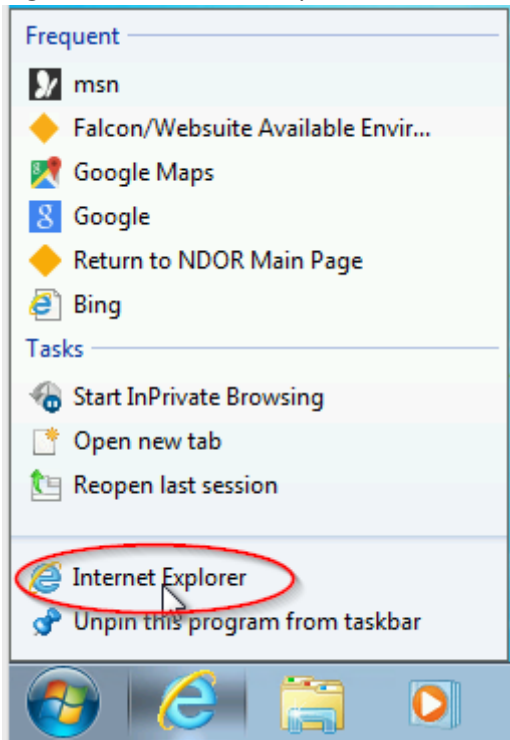 Frequent
msn
Falcon/Websuite Available Envir...
Google Maps
Google
Return to NDOR Main Page
Bing
Tasks
Start InPrivate Browsing
Open new tab
Reopen last session
Internet Explorer
Unpin this program from taskbar